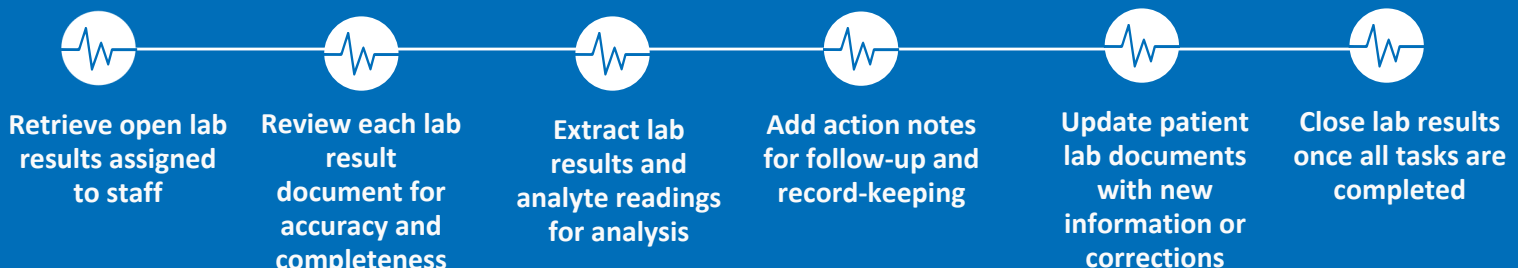 Retrieve open lab
results assigned
to staff
Review each lab
result
document for
accuracy and
completeness
Extract lab
results and
analyte readings
for analysis
Add action notes
for follow-up and
record-keeping
Update patient
lab documents
with new
information or
corrections
Close lab results
once all tasks are
completed